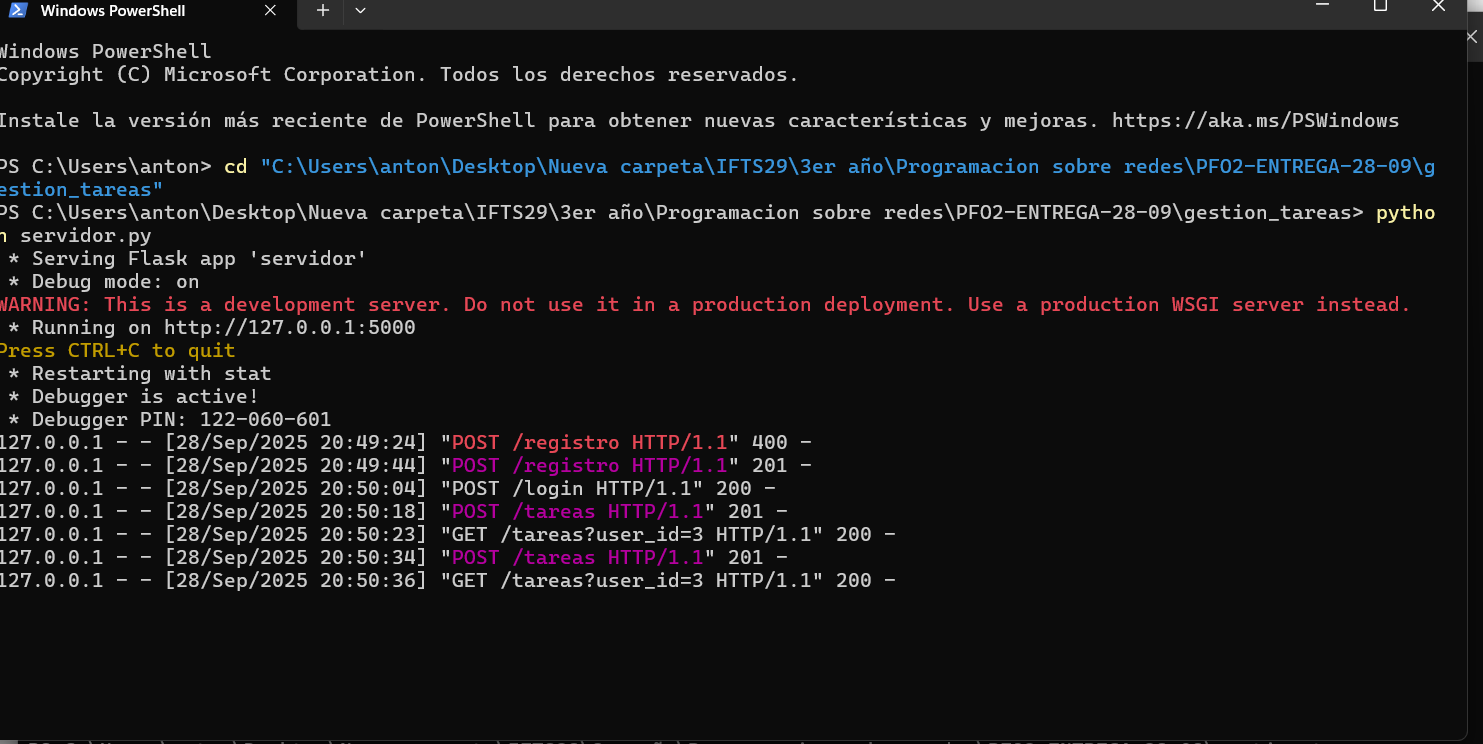 Windows PowerShell
Windows PowerShell
Copyright (C) Microsoft Corporation. Todos los derechos reservados.
Instale la versión más reciente de PowerShell para obtener nuevas características y mejoras. https://aka.ms/PSWindows
PS C:\Users\anton> cd "C:\Users\anton\Desktop\Nueva carpeta\IFTS29\3er año\Programacion sobre redes\PFO2-ENTREGA-28-09\g
estion_tareas"
PS C:\Users\anton\Desktop\Nueva carpeta\IFTS29\3er año\Programacion sobre redes\PFO2-ENTREGA-28-09\gestion_tareas> pytho
n servidor.py
 * Serving Flask app 'servidor'
 * Debug mode: on
WARNING: This is a development server. Do not use it in a production deployment. Use a production WSGI server instead.
 * Running on http://127.0.0.1:5000
Press CTRL+C to quit
 * Restarting with stat
 * Debugger is active!
 * Debugger PIN: 122-060-601
127.0.0.1 - - [28/Sep/2025 20:49:24] "POST /registro HTTP/1.1" 400 -
127.0.0.1 - - [28/Sep/2025 20:49:44] "POST /registro HTTP/1.1" 201 -
127.0.0.1 - - [28/Sep/2025 20:50:04] "POST /login HTTP/1.1" 200 -
127.0.0.1 - - [28/Sep/2025 20:50:18] "POST /tareas HTTP/1.1" 201 -
127.0.0.1 - - [28/Sep/2025 20:50:23] "GET /tareas?user_id=3 HTTP/1.1" 200 -
127.0.0.1 - - [28/Sep/2025 20:50:34] "POST /tareas HTTP/1.1" 201 -
127.0.0.1 - - [28/Sep/2025 20:50:36] "GET /tareas?user_id=3 HTTP/1.1" 200 -